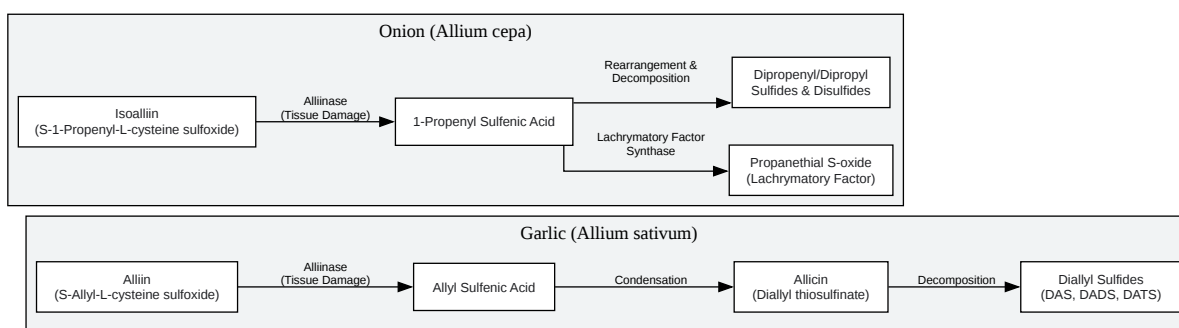 Onion (Allium cepa)
Isoalliin
(S-1-Propenyl-L-cysteine sulfoxide)
Alliinase
(Tissue Damage)
1-Propenyl Sulfenic Acid
Rearrangement &
Decomposition
Dipropenyl/Dipropyl
Sulfides & Disulfides
Lachrymatory Factor
Synthase
Propanethial S-oxide
(Lachrymatory Factor)
Garlic (Allium sativum)
Alliin
(S-Allyl-L-cysteine sulfoxide)
Alliinase
(Tissue Damage)
Allyl Sulfenic Acid
Condensation
Allicin
(Diallyl thiosulfinate)
Decomposition
Diallyl Sulfides
(DAS, DADS, DATS)